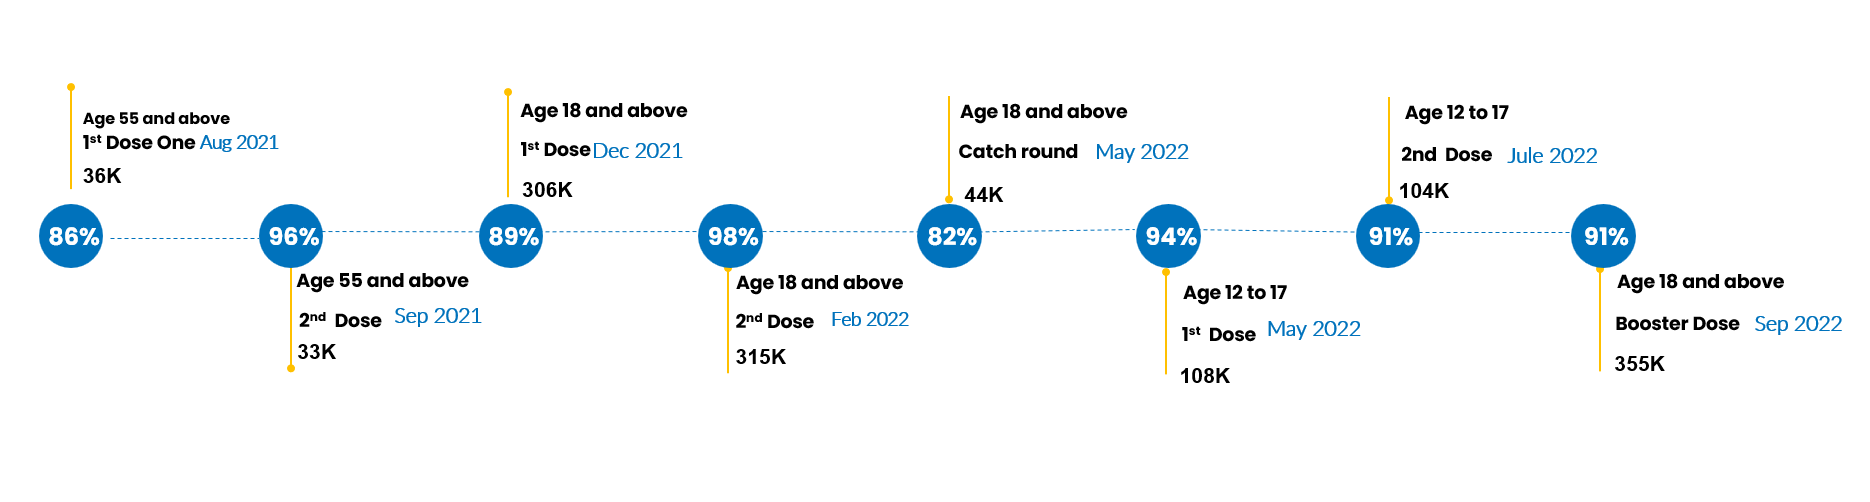 Age 55 and above
1st Dose One Aug 2021
36K
86%
96%
Age 55 and above
2nd Dose Sep 2021
33K
Age 18 and above
1st Dose Dec 2021
306K
89%
98%
Age 18 and above
2nd Dose Feb 2022
315K
Age 18 and above
Catch round May 2022
44K
82%
94%
Age 12 to 17
1st Dose May 2022
108K
Age 12 to 17
2nd Dose Jule 2022
104K
91%
91%
Age 18 and above
Booster Dose Sep 2022
355K